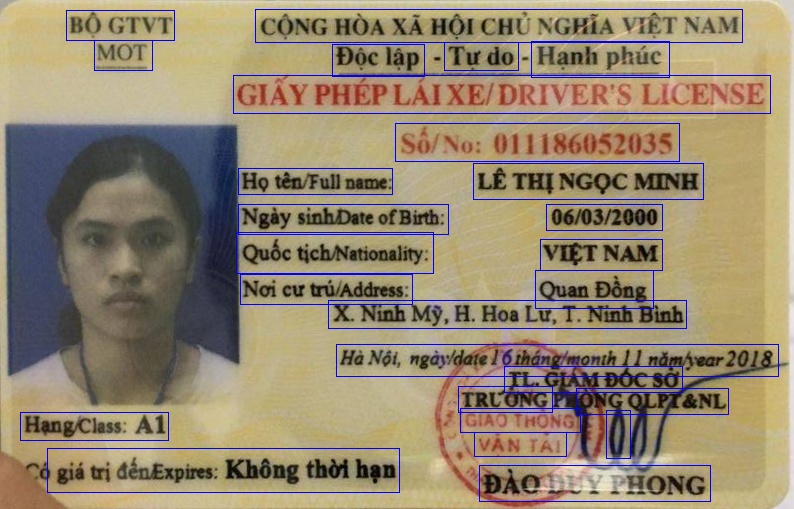 BỘ GTVT
MOT
CỘNG HÒA XÃ HỘI CHỦ NGHĨA VIỆT NAM
Độc lập - Tự do - Hạnh phúc
GIẤY PHÉP LÁI XE/ DRIVER'S LICENSE
Số/No: 011186052035
Họ tên/Full name: LÊ THỊ NGỌC MINH
Ngày sinh/Date of Birth: 06/03/2000
Quốc tịch/Nationality: VIỆT NAM
Nơi cư trú/Address: Quan Đồng
X. Ninh Mỹ, H. Hoa Lư, T. Ninh Bình
Hà Nội, ngày/date 16 tháng/month 11 năm/year 2018
TL. GIÁM ĐỐC SỞ
TRƯỞNG PHÒNG QLPT&NL
GIAO THÔNG
VẬN TẢI
Hạng/Class: A1
Có giá trị đến/Expires: Không thời hạn
ĐÀO DUY PHONG